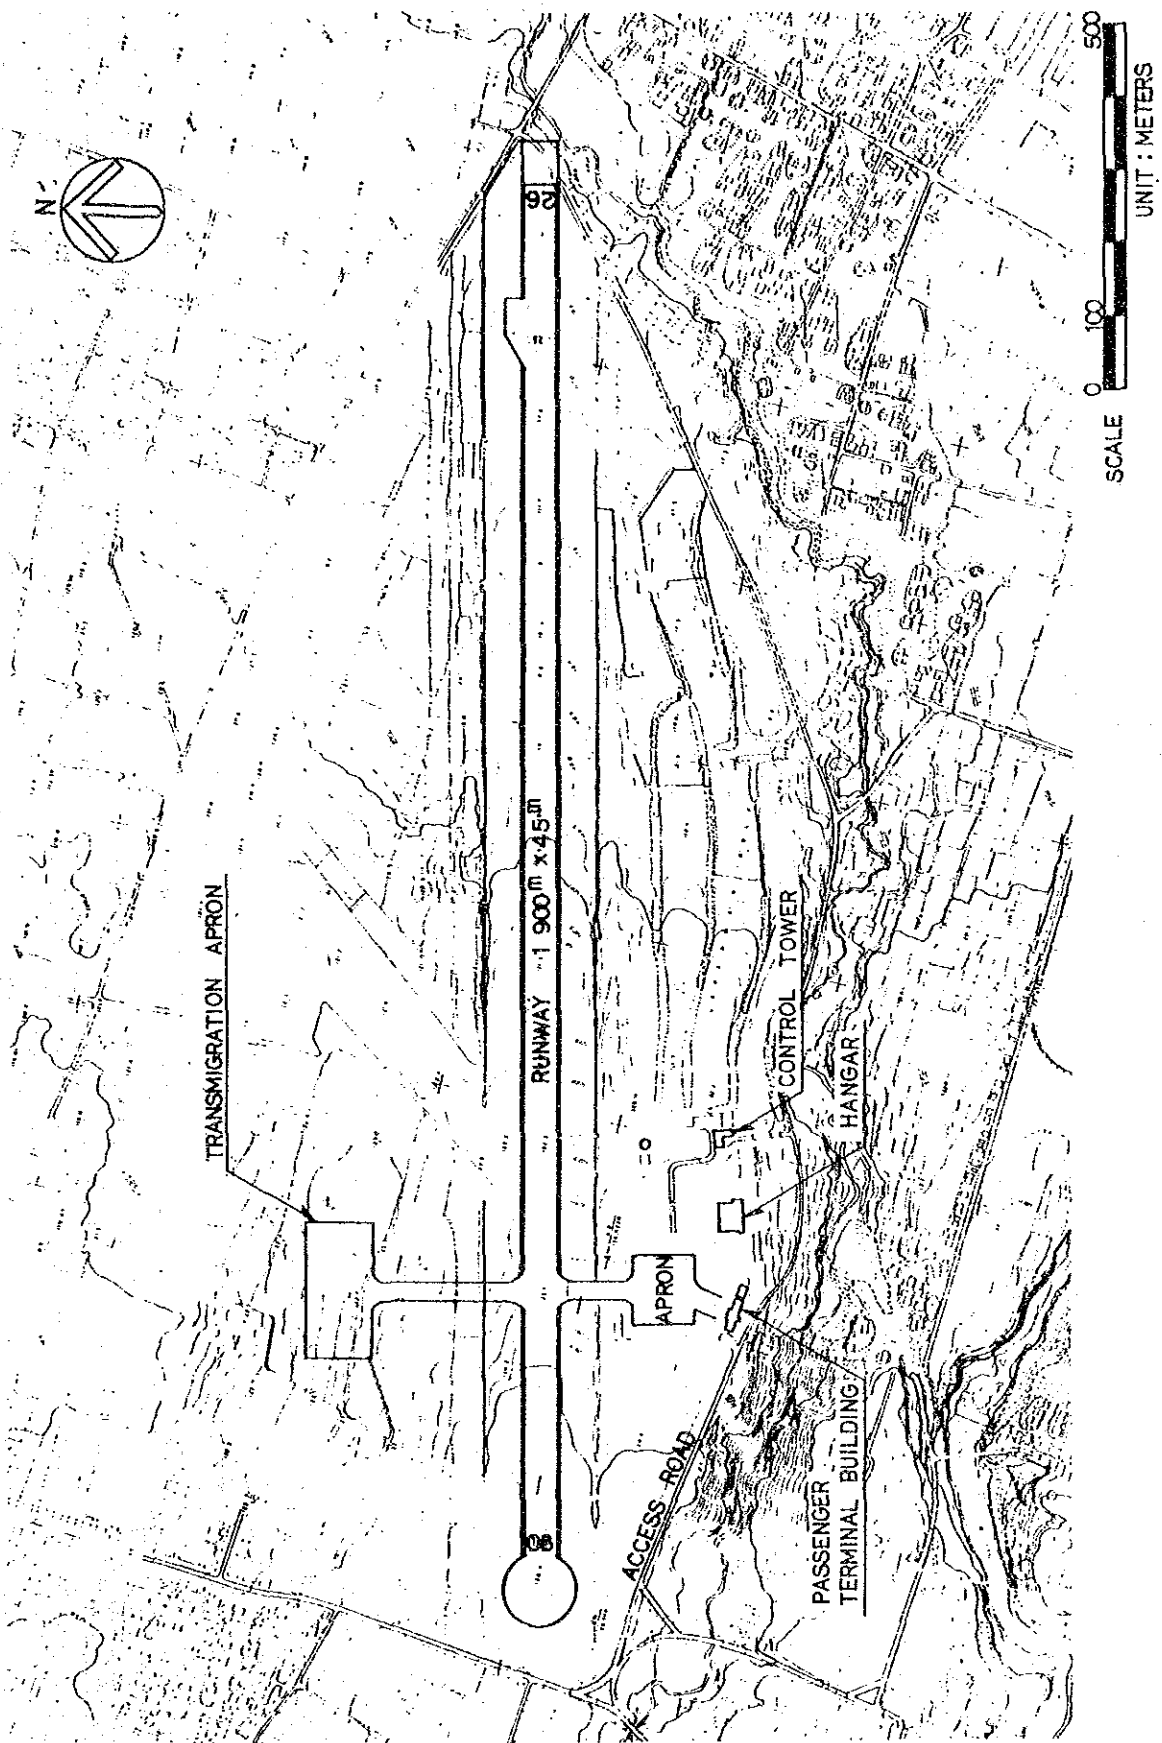 N
TRANSMIGRATION APRON
RUNWAY 1 900m x 45m
08
26
APRON
CONTROL TOWER
HANGAR
ACCESS ROAD
PASSENGER
TERMINAL BUILDING
SCALE
0 100 500
UNIT : METERS